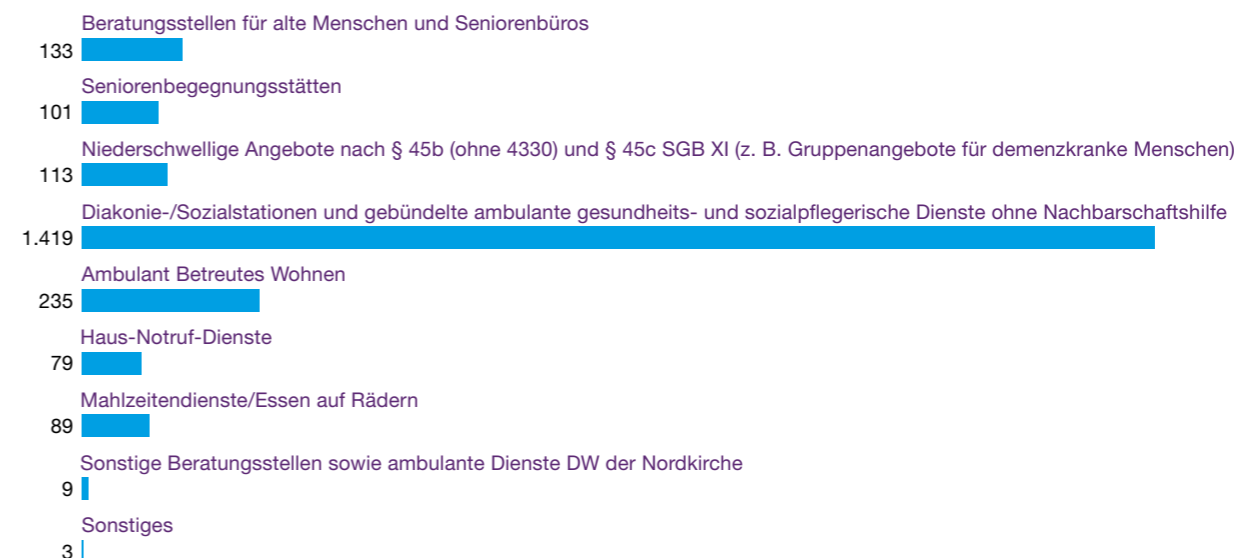 Beratungsstellen für alte Menschen und Seniorenbüros
133
Seniorenbegegnungsstätten
101
Niederschwellige Angebote nach § 45b (ohne 4330) und § 45c SGB XI (z. B. Gruppenangebote für demenzkranke Menschen)
113
Diakonie-/Sozialstationen und gebündelte ambulante gesundheits- und sozialpflegerische Dienste ohne Nachbarschaftshilfe
1.419
Ambulant Betreutes Wohnen
235
Haus-Notruf-Dienste
79
Mahlzeitendienste/Essen auf Rädern
89
Sonstige Beratungsstellen sowie ambulante Dienste DW der Nordkirche
9
Sonstiges
3